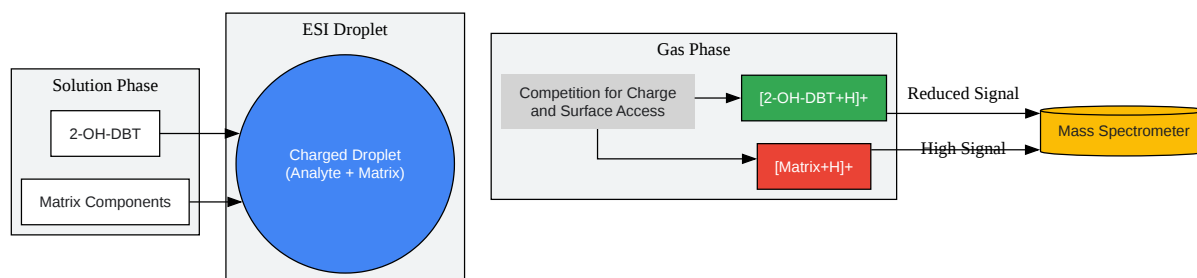 Solution Phase
2-OH-DBT
Matrix Components
ESI Droplet
Charged Droplet
(Analyte + Matrix)
Gas Phase
Competition for Charge
and Surface Access
[2-OH-DBT+H]+
[Matrix+H]+
Reduced Signal
High Signal
Mass Spectrometer